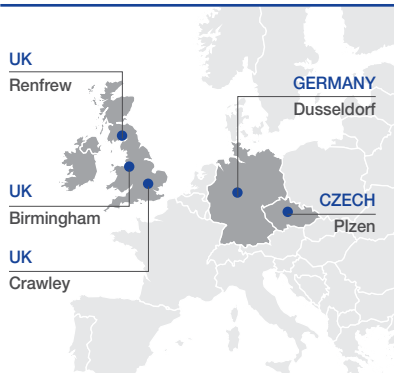 UK
Renfrew
GERMANY
Dusseldorf
UK
Birmingham
CZECH
Plzen
UK
Crawley